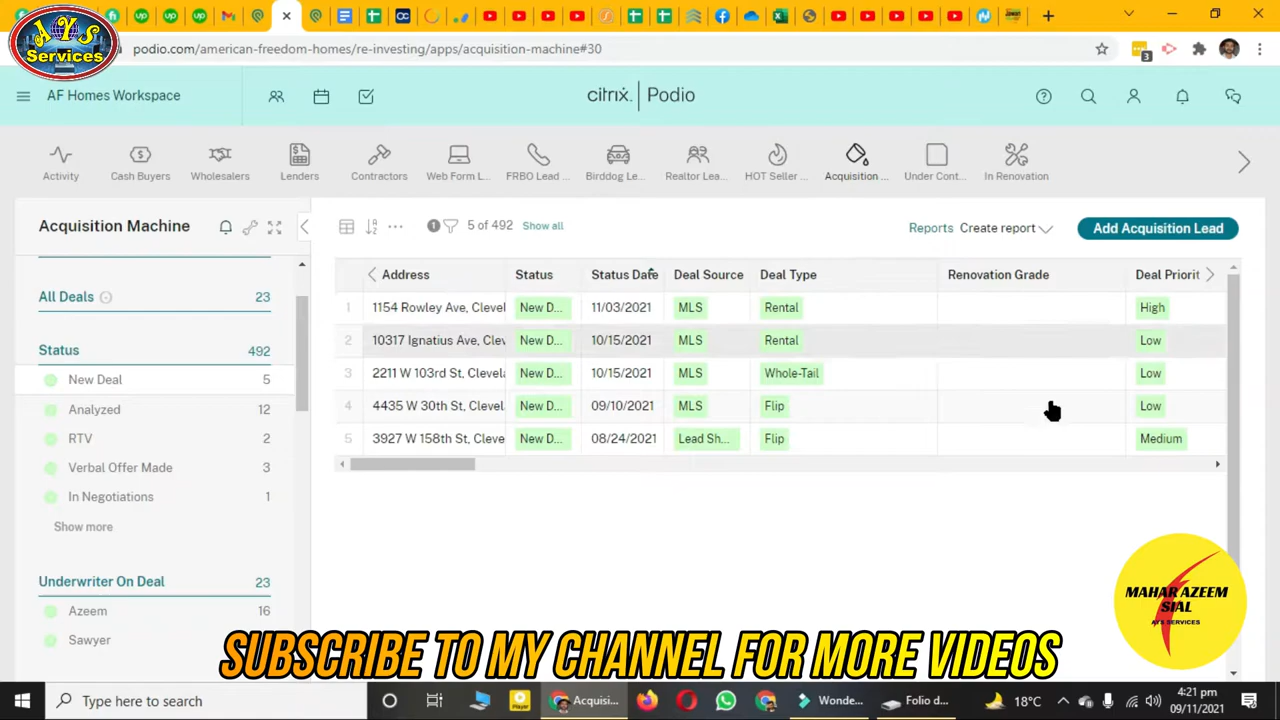 AYS
Services
podio.com/american-freedom-homes/re-investing/apps/acquisition-machine#30
3
AF Homes Workspace
citrix. | Podio
Activity
Cash Buyers
Wholesalers
Lenders
Contractors
Web Form L...
FRBO Lead ...
Birddog Le...
Realtor Lea...
HOT Seller ...
Acquisition ...
Under Cont...
In Renovation
Acquisition Machine
1
5 of 492
Show all
Reports
Create report
Add Acquisition Lead
All Deals 23
Status 492
New Deal 5
Analyzed 12
RTV 2
Verbal Offer Made 3
In Negotiations 1
Show more
Underwriter On Deal 23
Azeem 16
Sawyer
Address Status Status Date Deal Source Deal Type Renovation Grade Deal Priorit
1 1154 Rowley Ave, Clevel New D... 11/03/2021 MLS Rental High
2 10317 Ignatius Ave, Clev New D... 10/15/2021 MLS Rental Low
3 2211 W 103rd St, Clevela New D... 10/15/2021 MLS Whole-Tail Low
4 4435 W 30th St, Clevel New D... 09/10/2021 MLS Flip Low
5 3927 W 158th St, Cleve New D... 08/24/2021 Lead Sh... Flip Medium
MAHAR AZEEM
SIAL
AYS SERVICES
SUBSCRIBE TO MY CHANNEL FOR MORE VIDEOS
Type here to search
Player
Acquisi...
Wonde...
Folio d...
18°C
4:21 pm
09/11/2021